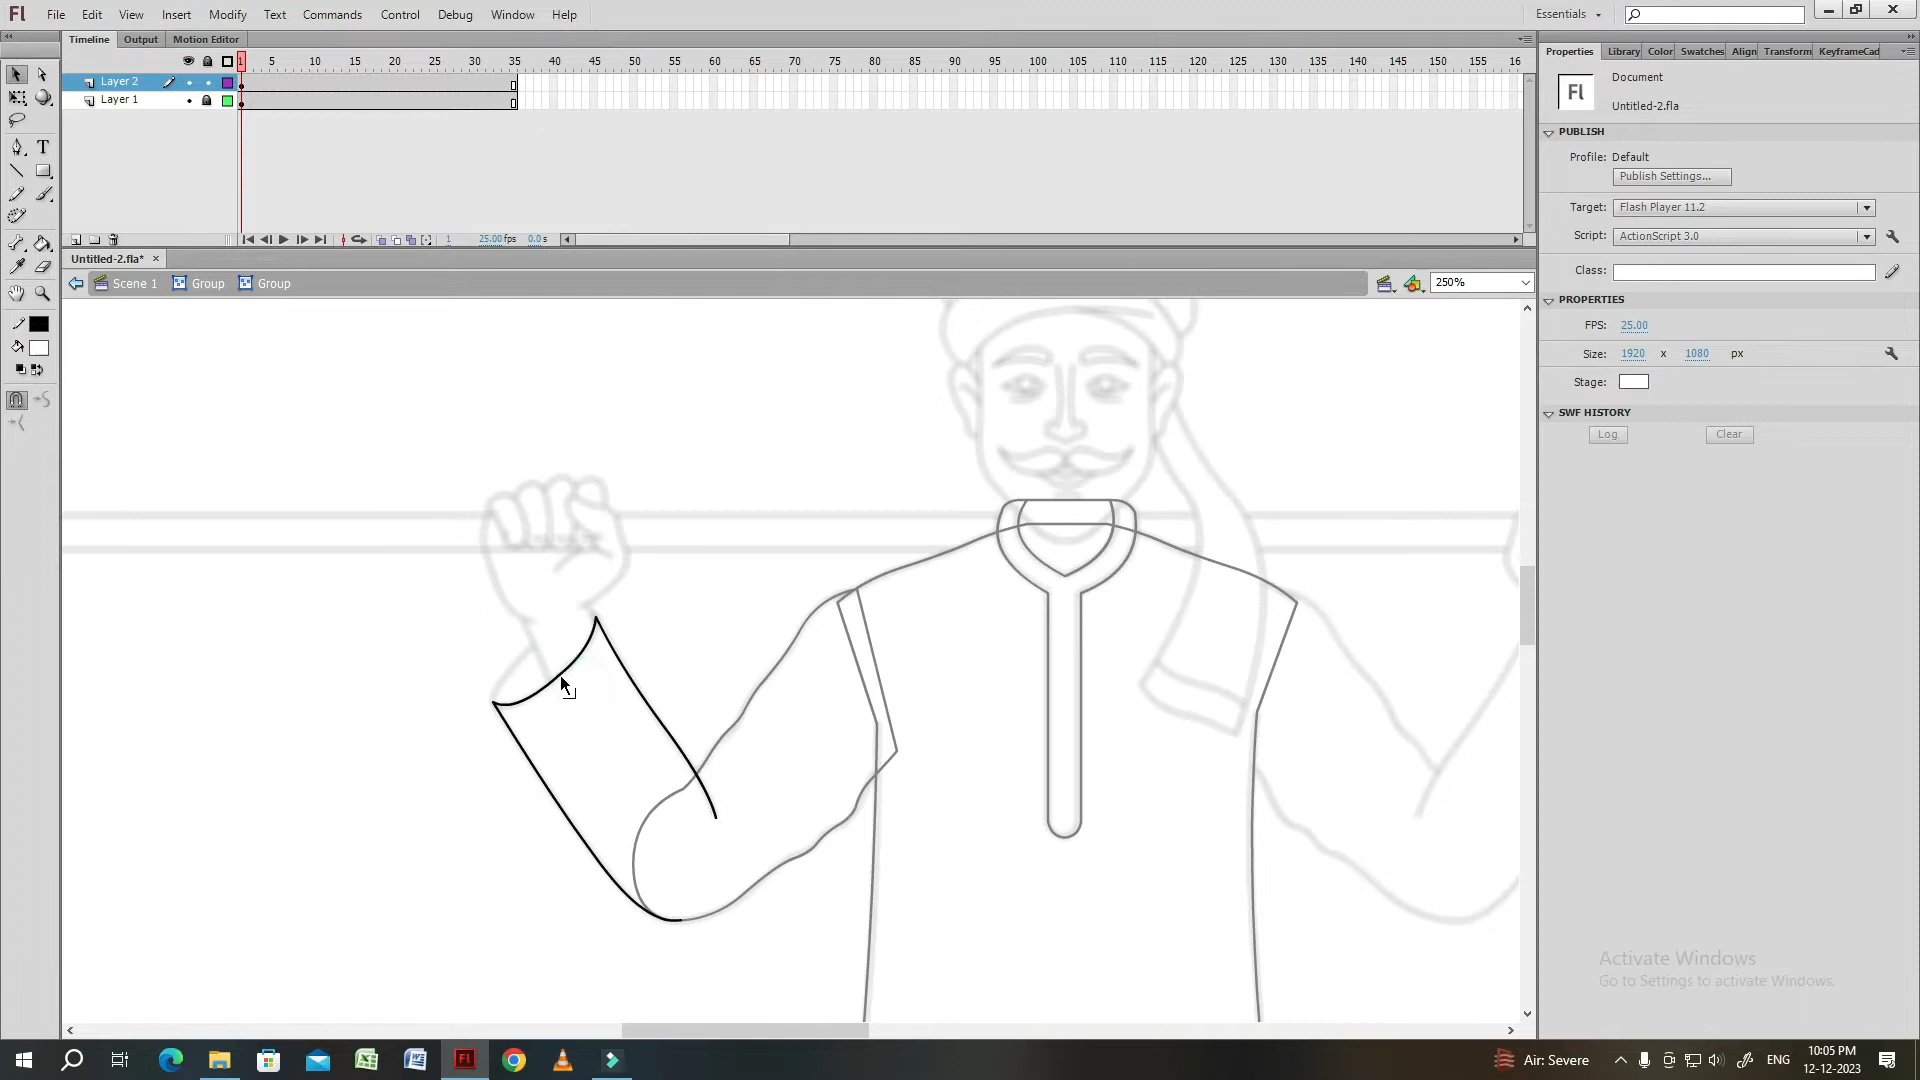 Fl File Edit View Insert Modify Text Commands Control Debug Window Help Essentials
Timeline Output Motion Editor
1 5 10 15 20 25 30 35 40 45 50 55 60 65 70 75 80 85 90 95 100 105 110 115 120 125 130 135 140 145 150 155 16
Layer 2
Layer 1
1 25.00 fps 0.0 s
Untitled-2.fla*
Scene 1 Group Group 250%
T
Properties Library Color Swatches Align Transform KeyframeCad
Fl
Document
Untitled-2.fla
PUBLISH
Profile: Default
Publish Settings...
Target: Flash Player 11.2
Script: ActionScript 3.0
Class:
PROPERTIES
FPS: 25.00
Size: 1920 x 1080 px
Stage:
SWF HISTORY
Log Clear
Activate Windows
Go to Settings to activate Windows.
Fl
Air: Severe
ENG
10:05 PM
12-12-2023